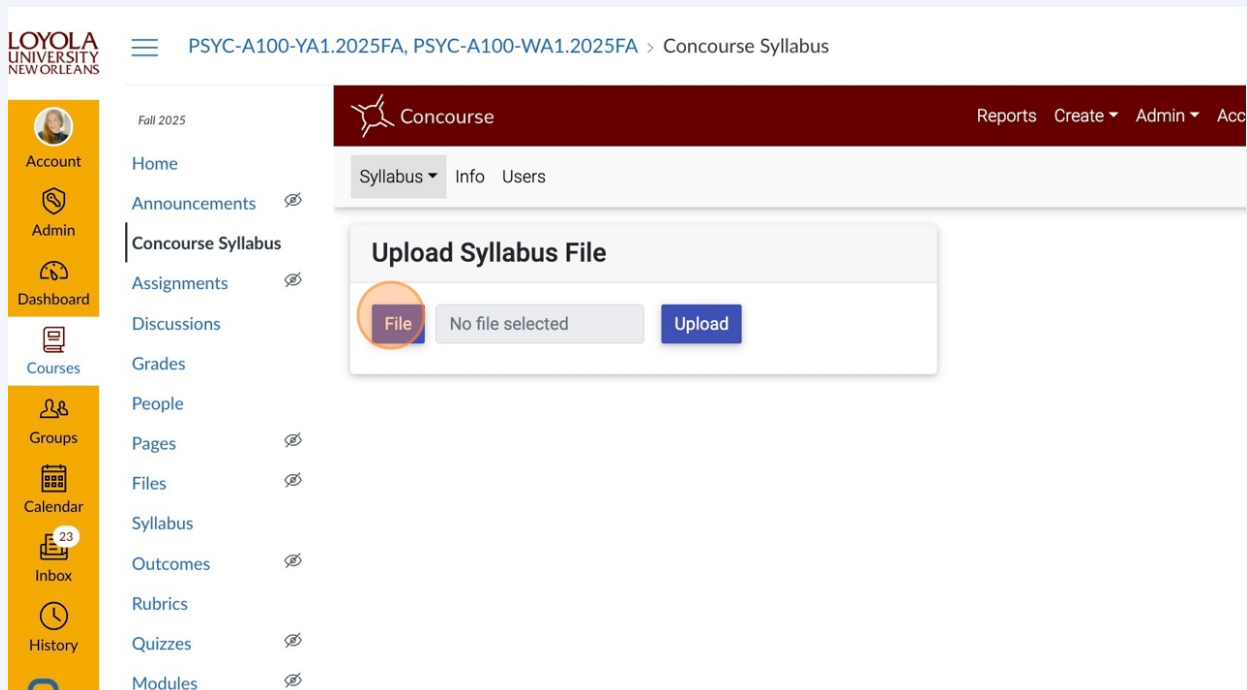 LOYOLA
UNIVERSITY
NEW ORLEANS
PSYC-A100-YA1.2025FA, PSYC-A100-WA1.2025FA > Concourse Syllabus
Account
Admin
Dashboard
Courses
Groups
Calendar
23
Inbox
History
Fall 2025
Home
Announcements
Concourse Syllabus
Assignments
Discussions
Grades
People
Pages
Files
Syllabus
Outcomes
Rubrics
Quizzes
Modules
Concourse
Reports Create Admin Acc
Syllabus Info Users
Upload Syllabus File
File No file selected Upload